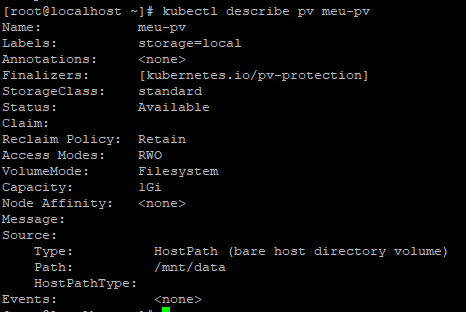 [root@localhost ~]# kubectl describe pv meu-pv
Name:            meu-pv
Labels:          storage=local
Annotations:     <none>
Finalizers:      [kubernetes.io/pv-protection]
StorageClass:    standard
Status:          Available
Claim:
Reclaim Policy:  Retain
Access Modes:    RWO
VolumeMode:      Filesystem
Capacity:        1Gi
Node Affinity:   <none>
Message:
Source:
    Type:          HostPath (bare host directory volume)
    Path:          /mnt/data
    HostPathType:
Events:            <none>